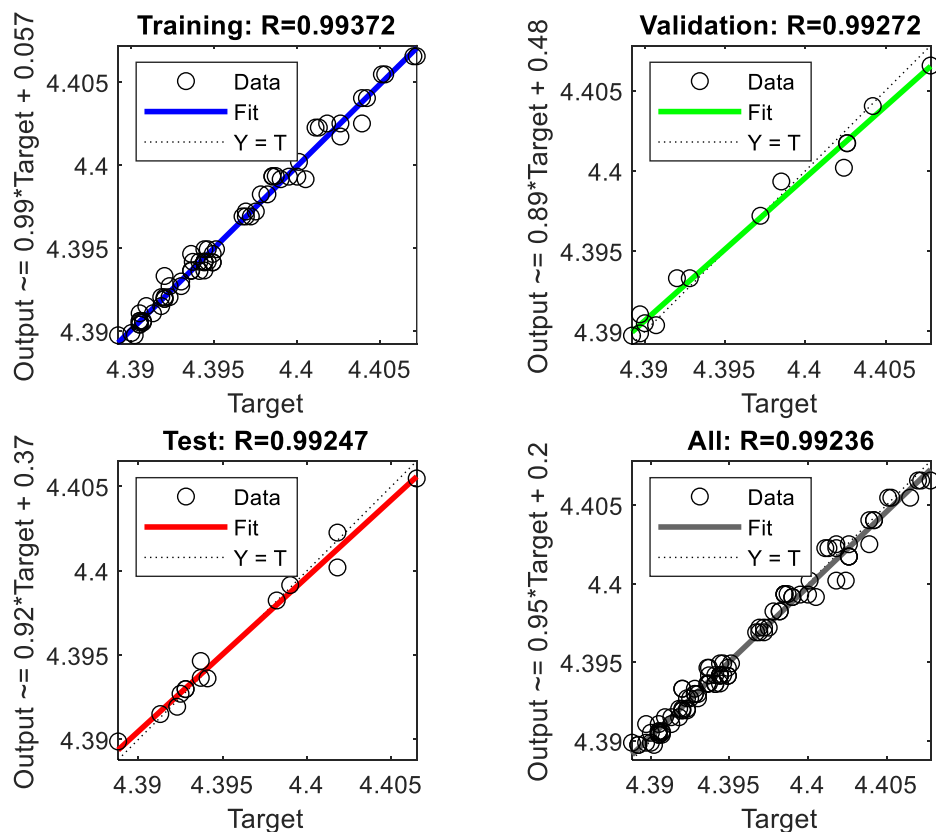 Training: R=0.99372
Output ~= 0.99*Target + 0.057
Data
Fit
Y = T
4.405
4.4
4.395
4.39
4.39
4.395
4.4
4.405
Target
Validation: R=0.99272
Output ~= 0.89*Target + 0.48
Data
Fit
Y = T
4.405
4.4
4.395
4.39
4.39
4.395
4.4
4.405
Target
Test: R=0.99247
Output ~= 0.92*Target + 0.37
Data
Fit
Y = T
4.405
4.4
4.395
4.39
4.39
4.395
4.4
4.405
Target
All: R=0.99236
Output ~= 0.95*Target + 0.2
Data
Fit
Y = T
4.405
4.4
4.395
4.39
4.39
4.395
4.4
4.405
Target